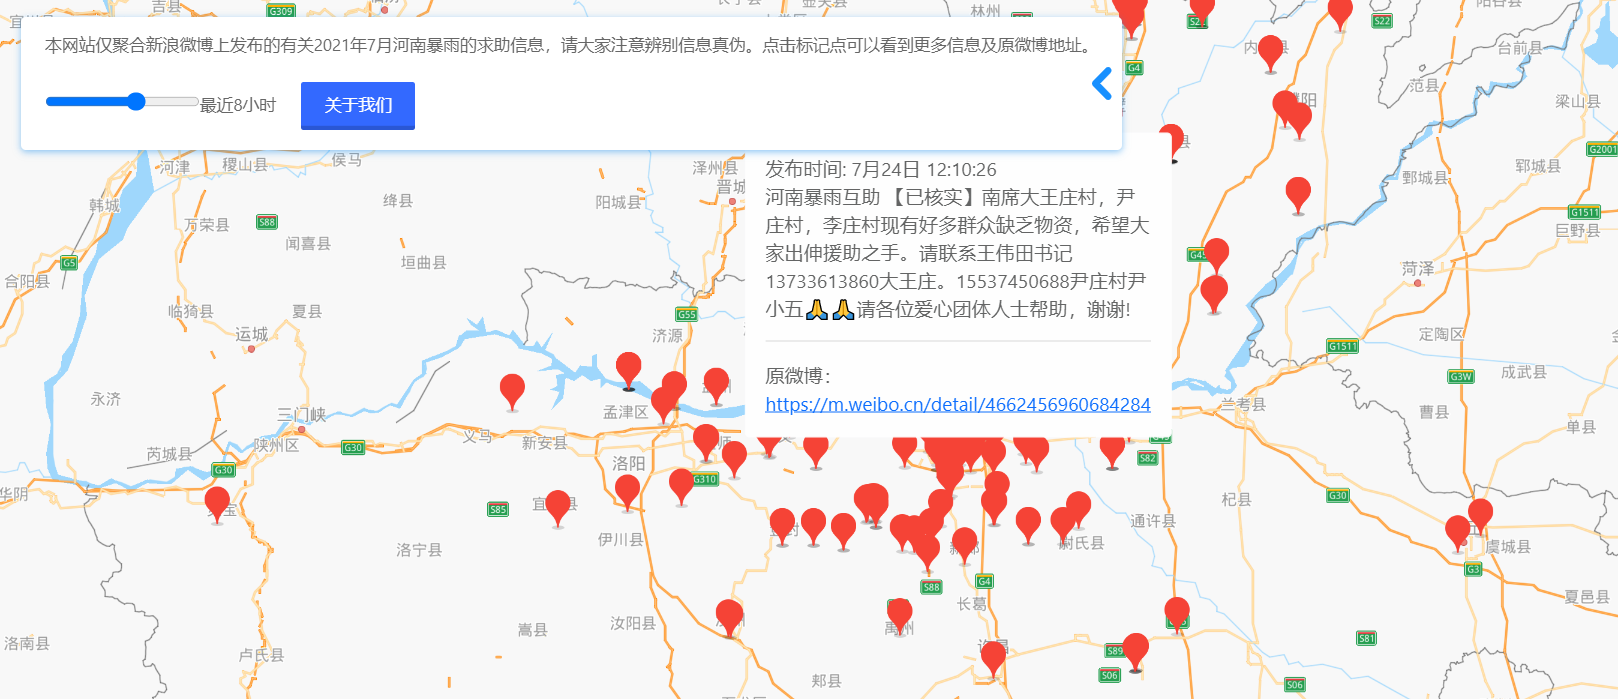 本网站仅聚合新浪微博上发布的有关2021年7月河南暴雨的求助信息，请大家注意辨别信息真伪。点击标记点可以看到更多信息及原微博地址。
最近8小时
关于我们
发布时间: 7月24日 12:10:26
河南暴雨互助 【已核实】南席大王庄村，尹
庄村，李庄村现有好多群众缺乏物资，希望大
家出伸援助之手。请联系王伟田书记
13733613860大王庄。15537450688尹庄村尹
小五🙏🙏请各位爱心团体人士帮助，谢谢!
原微博：
https://m.weibo.cn/detail/4662456960684284
吉县
G309
林州
S22
台前县
G4
范县
梁山县
G2001
河津
稷山县
侯马
泽州县
晋城
郓城县
鄄城县
韩城
绛县
阳城县
万荣县
S88
G1511
巨野县
闻喜县
垣曲县
G5
合阳县
菏泽
临猗县
夏县
G55
济源
运城
定陶区
G1511
G3W
成武县
永济
孟津区
兰考县
曹县
三门峡
陕州区
义马
新安县
G30
单县
芮城县
洛阳
S82
G30
G310
华阴
杞县
G30
S85
通许县
伊川县
尉氏县
洛宁县
虞城县
G3
S88
G4
长葛
夏邑县
禹州
嵩县
汝阳县
洛南县
卢氏县
S81
S89
S06
郏县
S06